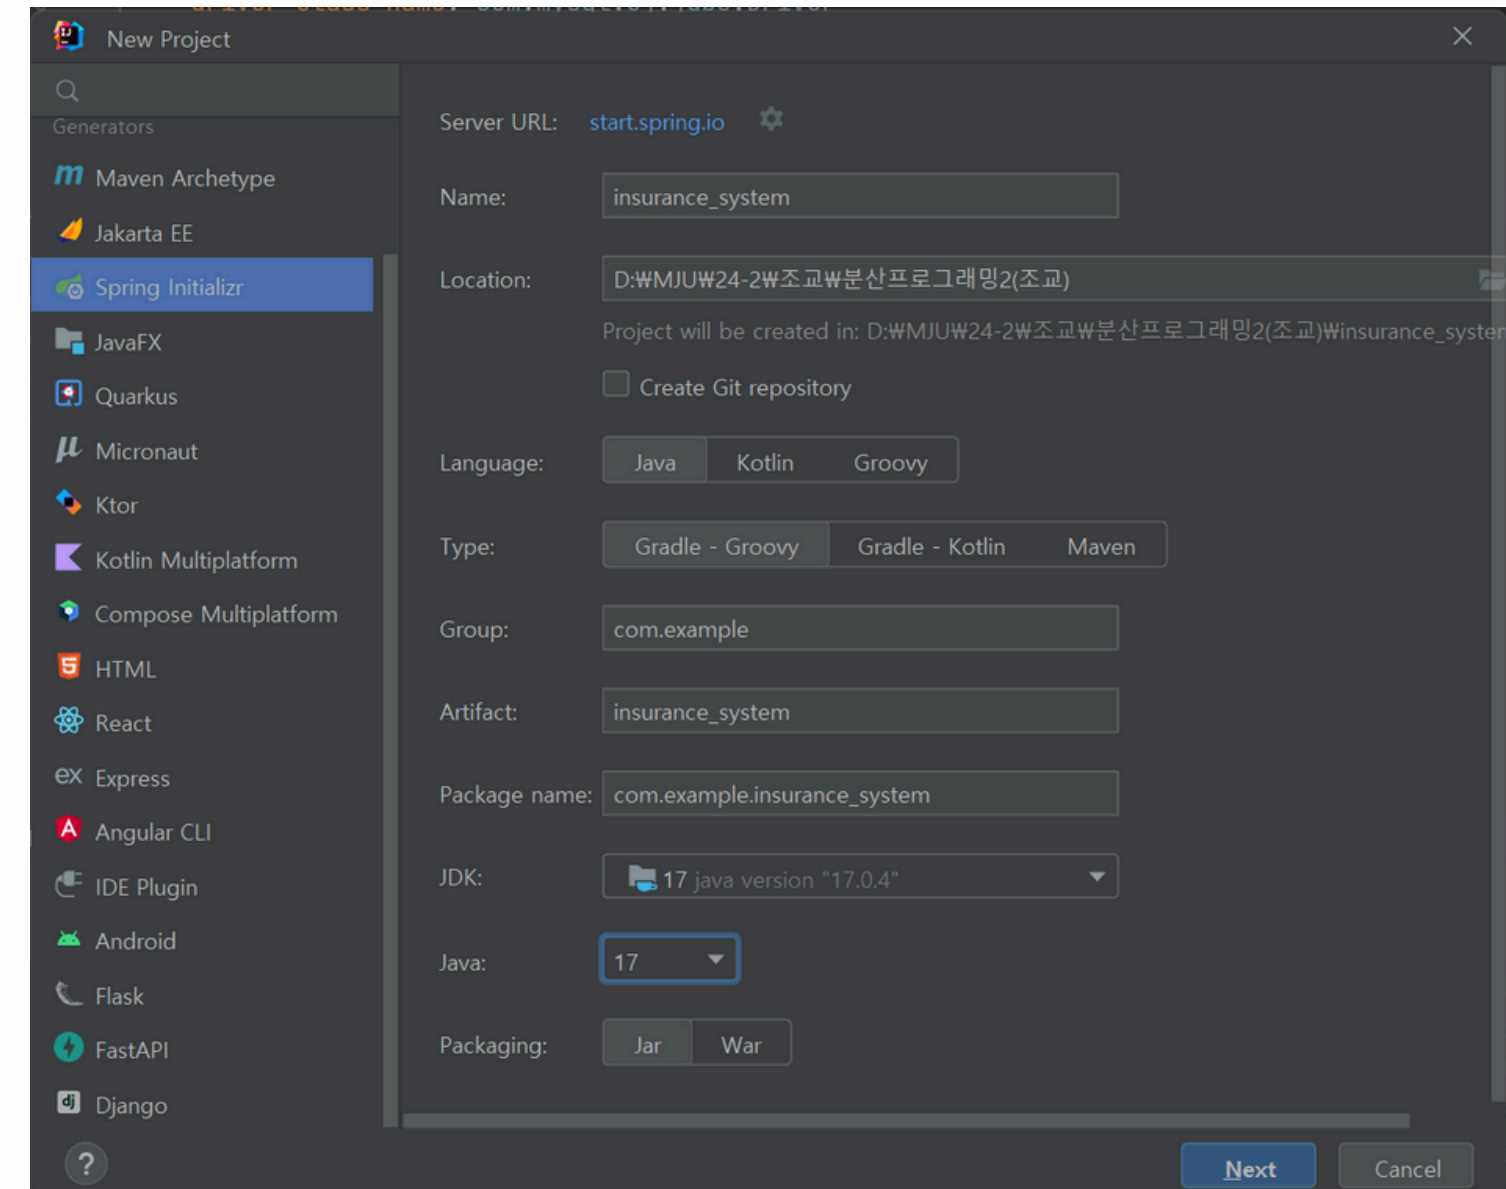 New Project
Generators
Maven Archetype
Jakarta EE
Spring Initializr
JavaFX
Quarkus
Micronaut
Ktor
Kotlin Multiplatform
Compose Multiplatform
HTML
React
ex Express
Angular CLI
IDE Plugin
Android
Flask
FastAPI
dj Django
Server URL: start.spring.io
Name: insurance_system
Location: D:₩MJU₩24-2₩조교₩분산프로그래밍2(조교)
Project will be created in: D:₩MJU₩24-2₩조교₩분산프로그래밍2(조교)₩insurance_system
Create Git repository
Language: Java Kotlin Groovy
Type: Gradle - Groovy Gradle - Kotlin Maven
Group: com.example
Artifact: insurance_system
Package name: com.example.insurance_system
JDK: 17 java version "17.0.4"
Java: 17
Packaging: Jar War
? Next Cancel